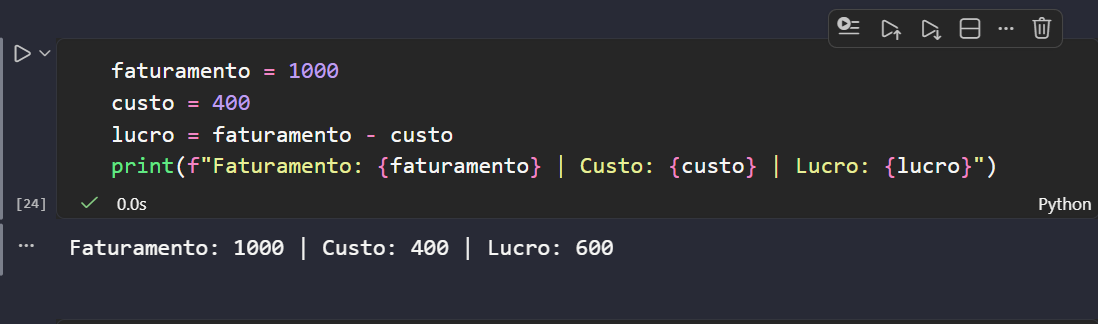 faturamento = 1000
custo = 400
lucro = faturamento - custo
print(f"Faturamento: {faturamento} | Custo: {custo} | Lucro: {lucro}")
[24]
0.0s
Python
Faturamento: 1000 | Custo: 400 | Lucro: 600